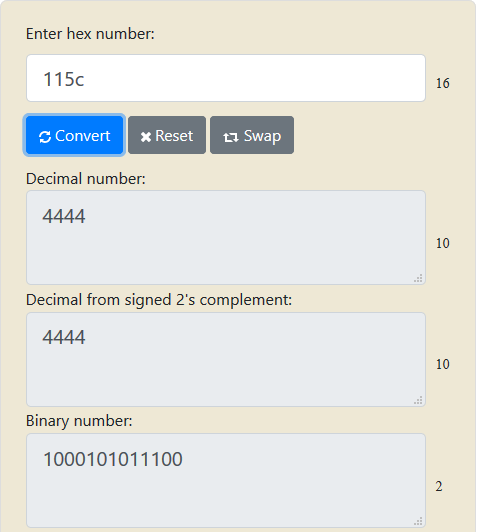 Enter hex number:
115c
16
Convert Reset Swap
Decimal number:
4444
10
Decimal from signed 2's complement:
4444
10
Binary number:
1000101011100
2